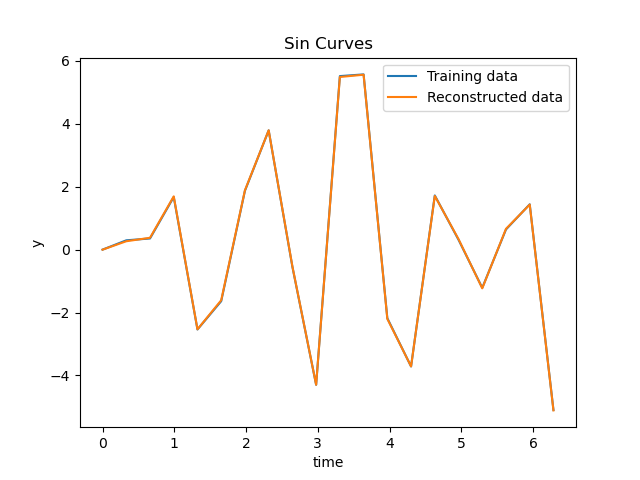 Sin Curves
Training data
Reconstructed data
y
6
4
2
0
−2
−4
0 1 2 3 4 5 6
time